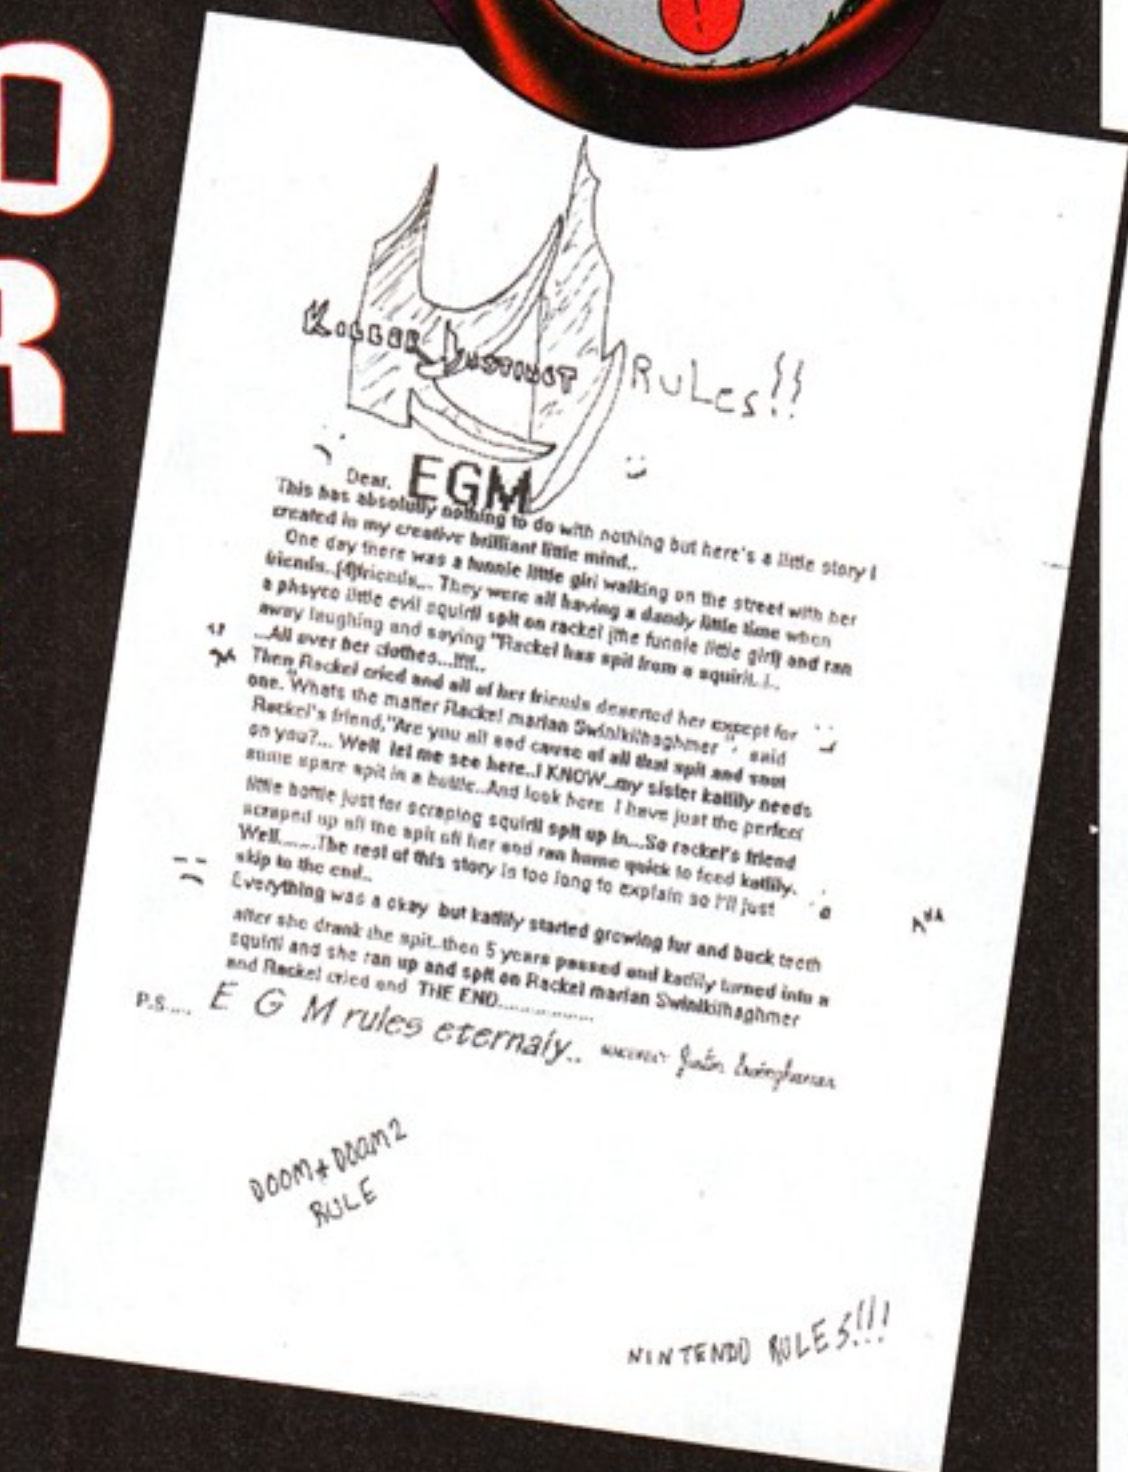 O
R
KILLER INSTINCT RULes!!
Dear, EGM
This has absolully nothing to do with nothing but here's a little story I
created in my creative brilliant little mind..
One day there was a funnie little girl walking on the street with her
friends..[4]friends.... They were all having a dandy little time when
a phsyco little evil squirll spit on rackel [the funnie little girl] and ran
away laughing and saying "Rackel has spit from a squirll..!..
...All over her clothes...!!!!..
Then Rackel cried and all of her friends deserted her except for
one. "Whats the matter Rackel marian Swinlkilhaghmer", said
Rackel's friend,"Are you all sad cause of all that spit and snot
on you?... Well let me see here..I KNOW...my sister katlily needs
some spare spit in a bottle..And look here I have just the perfect
little bottle just for scraping squirll spit up in....So rackel's friend
scraped up all the spit off her and ran home quick to feed katlily.
Well........The rest of this story is too long to explain so I'll just
skip to the end..
Everything was a okay but katlily started growing fur and buck teeth
after she drank the spit..then 5 years passed and katlily turned into a
squirll and she ran up and spit on Rackel marian Swinlkilhaghmer
and Rackel cried and THE END.................
P.S..... E G M rules eternaly.. Justin
DOOM + DOOM 2
RULE
NINTENDO RULES!!!